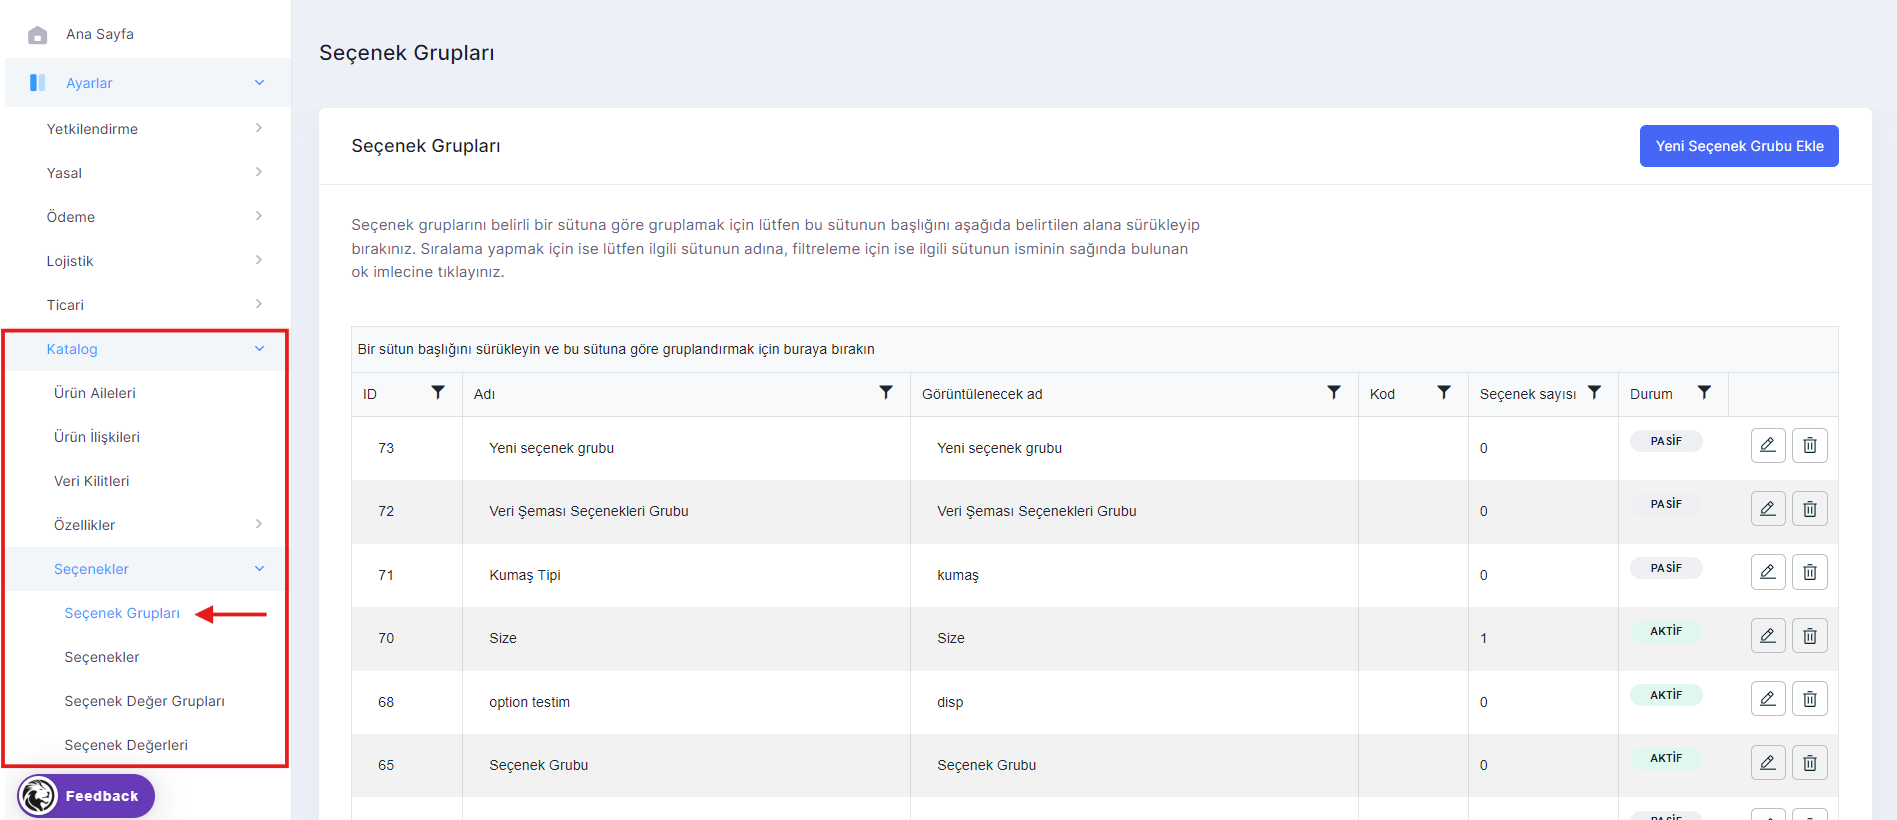 Ana Sayfa
Ayarlar
Yetkilendirme
Yasal
Ödeme
Lojistik
Ticari
Katalog
Ürün Aileleri
Ürün İlişkileri
Veri Kilitleri
Özellikler
Seçenekler
Seçenek Grupları
Seçenekler
Seçenek Değer Grupları
Seçenek Değerleri
Feedback
Seçenek Grupları
Seçenek Grupları
Yeni Seçenek Grubu Ekle
Seçenek gruplarını belirli bir sütuna göre gruplamak için lütfen bu sütunun başlığını aşağıda belirtilen alana sürükleyip
bırakınız. Sıralama yapmak için ise lütfen ilgili sütunun adına, filtreleme için ise ilgili sütunun isminin sağında bulunan
ok imlecine tıklayınız.
Bir sütun başlığını sürükleyin ve bu sütuna göre gruplandırmak için buraya bırakın
ID Adı Görüntülenecek ad Kod Seçenek sayısı Durum
73 Yeni seçenek grubu Yeni seçenek grubu 0 PASİF
72 Veri Şeması Seçenekleri Grubu Veri Şeması Seçenekleri Grubu 0 PASİF
71 Kumaş Tipi kumaş 0 PASİF
70 Size Size 1 AKTİF
68 option testim disp 0 AKTİF
65 Seçenek Grubu Seçenek Grubu 0 AKTİF
PASİF